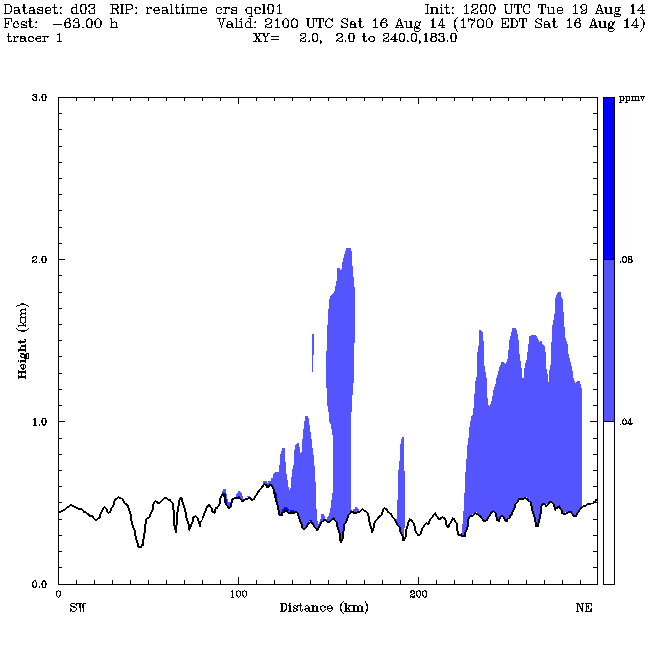 Dataset: d03 RIP: realtime crs qcl01 Init: 1200 UTC Tue 19 Aug 14
Fcst: -63.00 h Valid: 2100 UTC Sat 16 Aug 14 (1700 EDT Sat 16 Aug 14)
tracer 1 XY= 2.0, 2.0 to 240.0,183.0
3.0
ppmv
2.0
.08
Height (km)
1.0
.04
0.0
0 100 200
SW Distance (km) NE